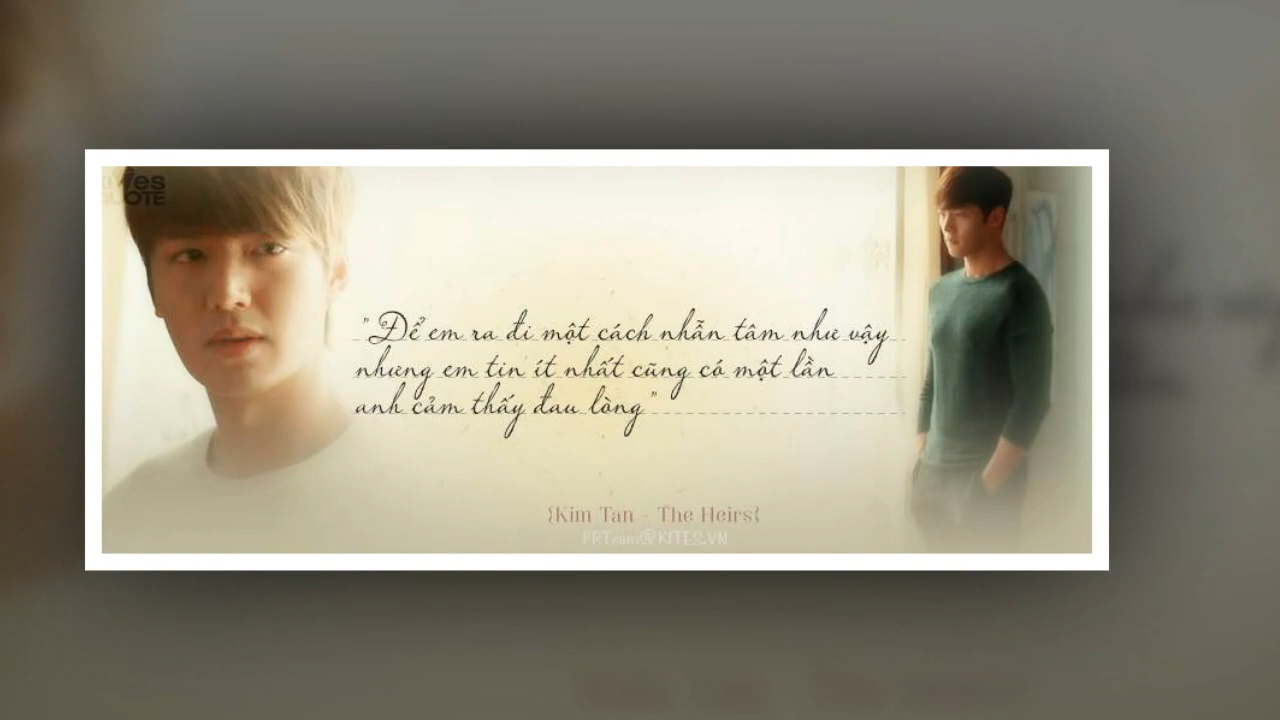 "Để em ra đi một cách nhẫn tâm như vậy
nhưng em tin ít nhất cũng có một lần
anh cảm thấy đau lòng"
{Kim Tan - The Heirs}
@KITES.VN